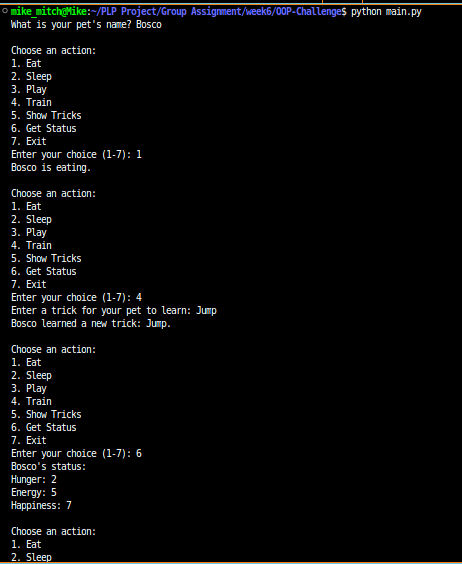 mike_mitch@Mike:~/PLP Project/Group Assignment/week6/OOP-Challenge$ python main.py
What is your pet's name? Bosco
Choose an action:
1. Eat
2. Sleep
3. Play
4. Train
5. Show Tricks
6. Get Status
7. Exit
Enter your choice (1-7): 1
Bosco is eating.
Choose an action:
1. Eat
2. Sleep
3. Play
4. Train
5. Show Tricks
6. Get Status
7. Exit
Enter your choice (1-7): 4
Enter a trick for your pet to learn: Jump
Bosco learned a new trick: Jump.
Choose an action:
1. Eat
2. Sleep
3. Play
4. Train
5. Show Tricks
6. Get Status
7. Exit
Enter your choice (1-7): 6
Bosco's status:
Hunger: 2
Energy: 5
Happiness: 7
Choose an action:
1. Eat
2. Sleep